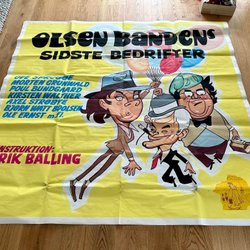 OLSEN BANDENS
SIDSTE BEDRIFTER
OVE SPROGØE
MORTEN GRUNWALD
POUL BUNDGAARD
KIRSTEN WALTHER
AXEL STRØBYE
BJØRN WATT BOOLSEN
OLE ERNST m.fl.
INSTRUKTION:
ERIK BALLING